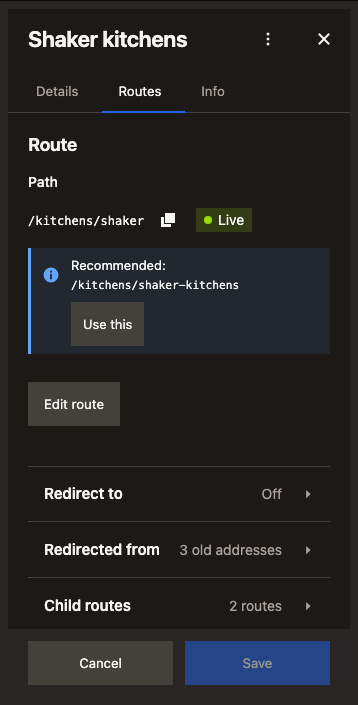 Shaker kitchens
Details Routes Info
Route
Path
/kitchens/shaker Live
Recommended:
/kitchens/shaker-kitchens
Use this
Edit route
Redirect to Off
Redirected from 3 old addresses
Child routes 2 routes
Cancel Save